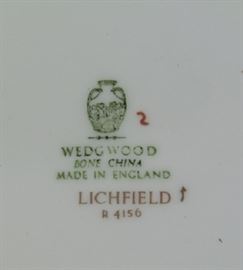 2
WEDGWOOD
BONE CHINA
MADE IN ENGLAND
LICHFIELD
R 4156